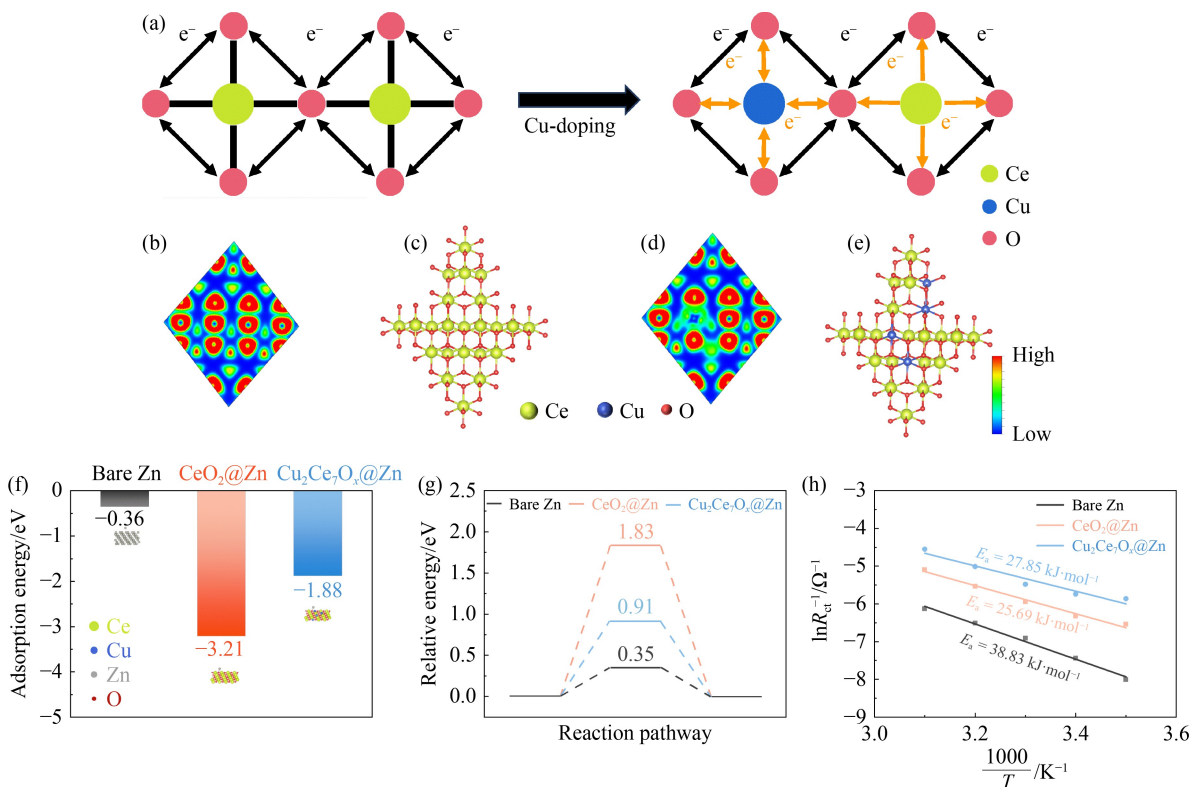 (a)
e⁻ e⁻ e⁻
Cu-doping
e⁻ e⁻ e⁻
e⁻ e⁻
e⁻ e⁻
Ce
Cu
O
(b)
(c)
(d)
(e)
Ce Cu O
High
Low
(f)
Bare Zn CeO₂@Zn Cu₂Ce₇Oₓ@Zn
Adsorption energy/eV
0
−1
−2
−3
−4
−5
−0.36
−3.21
−1.88
Ce
Cu
Zn
O
(g)
Relative energy/eV
2.5
2.0
1.5
1.0
0.5
0.0
Bare Zn CeO₂@Zn Cu₂Ce₇Oₓ@Zn
1.83
0.91
0.35
Reaction pathway
(h)
lnR_ct⁻¹/Ω⁻¹
−3
−4
−5
−6
−7
−8
−9
Bare Zn
CeO₂@Zn
Cu₂Ce₇Oₓ@Zn
Eₐ = 27.85 kJ·mol⁻¹
Eₐ = 25.69 kJ·mol⁻¹
Eₐ = 38.83 kJ·mol⁻¹
3.0 3.2 3.4 3.6
1000/T /K⁻¹